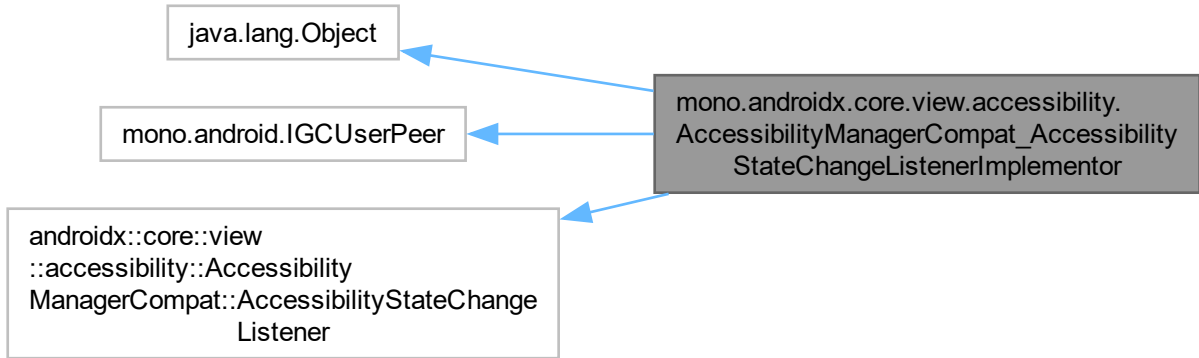 java.lang.Object
mono.android.IGCUserPeer
androidx::core::view
::accessibility::Accessibility
ManagerCompat::AccessibilityStateChange
Listener
mono.androidx.core.view.accessibility.
AccessibilityManagerCompat_Accessibility
StateChangeListenerImplementor